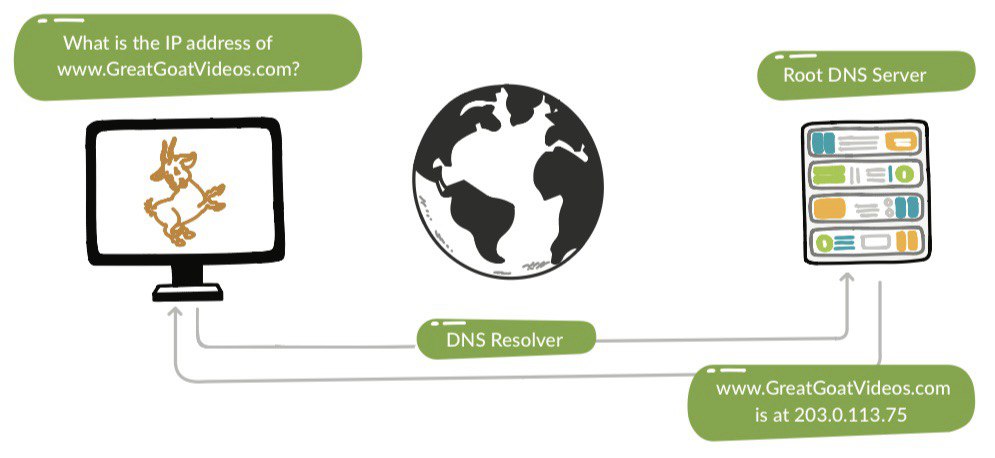 What is the IP address of
www.GreatGoatVideos.com?
Root DNS Server
DNS Resolver
www.GreatGoatVideos.com
is at 203.0.113.75